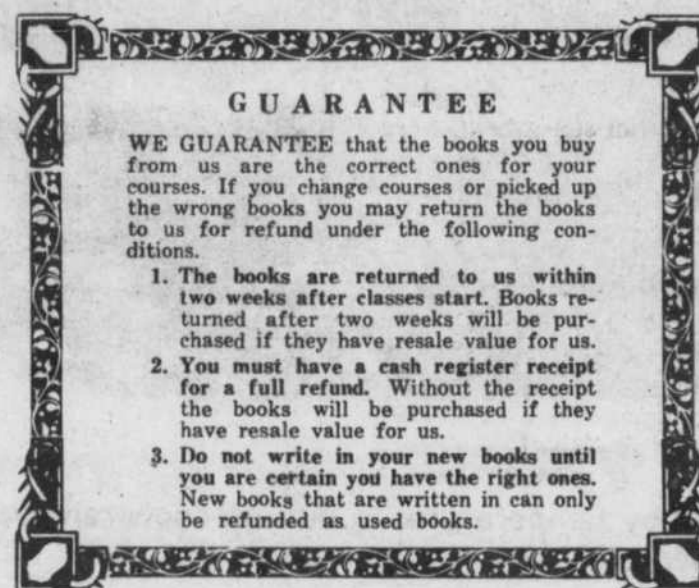 GUARANTEE
WE GUARANTEE that the books you buy
from us are the correct ones for your
courses. If you change courses or picked up
the wrong books you may return the books
to us for refund under the following con-
ditions.
1. The books are returned to us within
two weeks after classes start. Books re-
turned after two weeks will be pur-
chased if they have resale value for us.
2. You must have a cash register receipt
for a full refund. Without the receipt
the books will be purchased if they
have resale value for us.
3. Do not write in your new books until
you are certain you have the right ones.
New books that are written in can only
be refunded as used books.